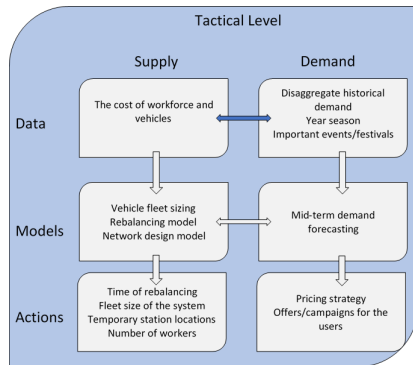 Tactical Level
Supply
Demand
Data
The cost of workforce and
vehicles
Disaggregate historical
demand
Year season
Important events/festivals
Models
Vehicle fleet sizing
Rebalancing model
Network design model
Mid-term demand
forecasting
Actions
Time of rebalancing
Fleet size of the system
Temporary station locations
Number of workers
Pricing strategy
Offers/campaigns for the
users